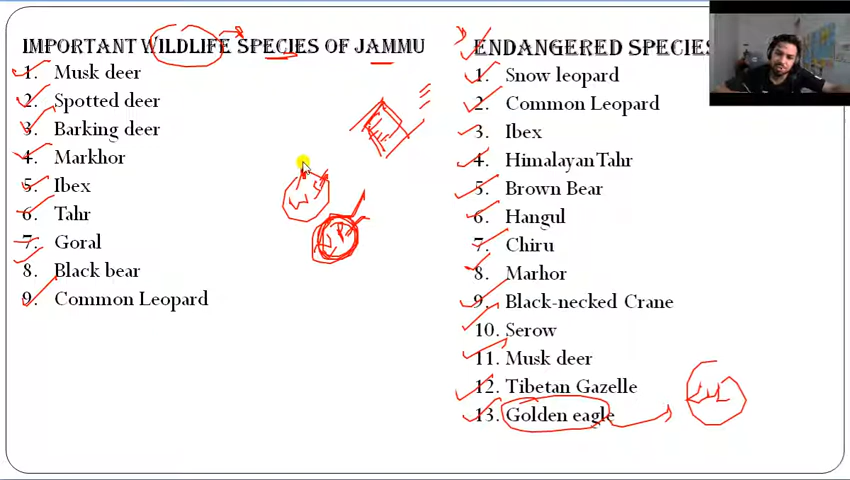 IMPORTANT WILDLIFE SPECIES OF JAMMU
1. Musk deer
2. Spotted deer
3. Barking deer
4. Markhor
5. Ibex
6. Tahr
7. Goral
8. Black bear
9. Common Leopard
ENDANGERED SPECIES
1. Snow leopard
2. Common Leopard
3. Ibex
4. Himalayan Tahr
5. Brown Bear
6. Hangul
7. Chiru
8. Marhor
9. Black-necked Crane
10. Serow
11. Musk deer
12. Tibetan Gazelle
13. Golden eagle